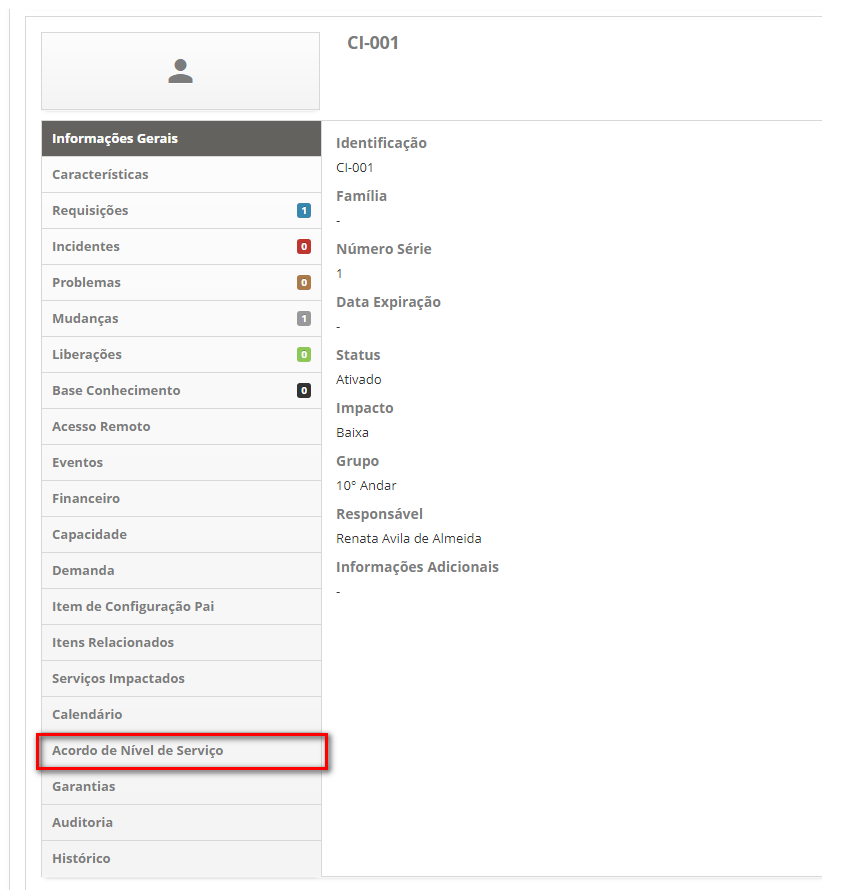 CI-001
Informações Gerais
Características
Requisições 1
Incidentes 0
Problemas 0
Mudanças 1
Liberações 0
Base Conhecimento 0
Acesso Remoto
Eventos
Financeiro
Capacidade
Demanda
Item de Configuração Pai
Itens Relacionados
Serviços Impactados
Calendário
Acordo de Nível de Serviço
Garantias
Auditoria
Histórico
Identificação
CI-001
Família
-
Número Série
1
Data Expiração
-
Status
Ativado
Impacto
Baixa
Grupo
10° Andar
Responsável
Renata Avila de Almeida
Informações Adicionais
-